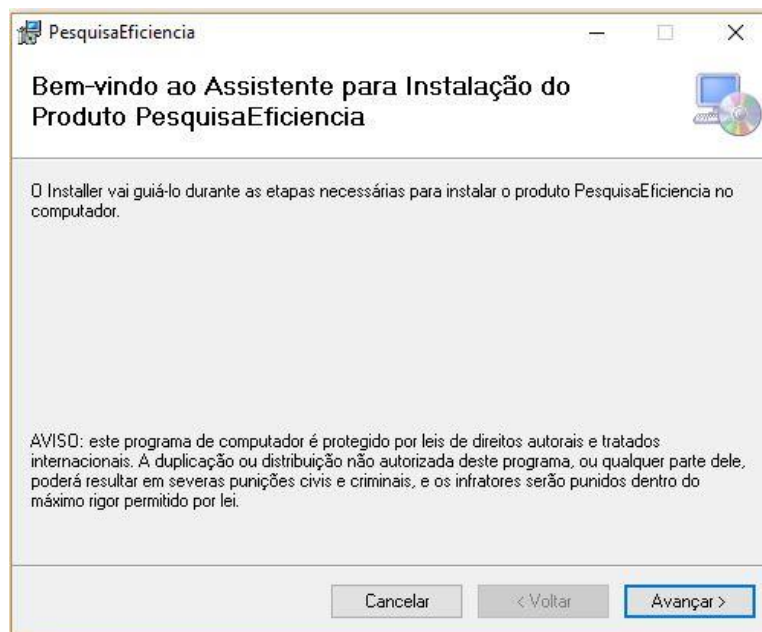 PesquisaEficiencia
Bem-vindo ao Assistente para Instalação do
Produto PesquisaEficiencia
O Installer vai guiá-lo durante as etapas necessárias para instalar o produto PesquisaEficiencia no
computador.
AVISO: este programa de computador é protegido por leis de direitos autorais e tratados
internacionais. A duplicação ou distribuição não autorizada deste programa, ou qualquer parte dele,
poderá resultar em severas punições civis e criminais, e os infratores serão punidos dentro do
máximo rigor permitido por lei.
Cancelar < Voltar Avançar >